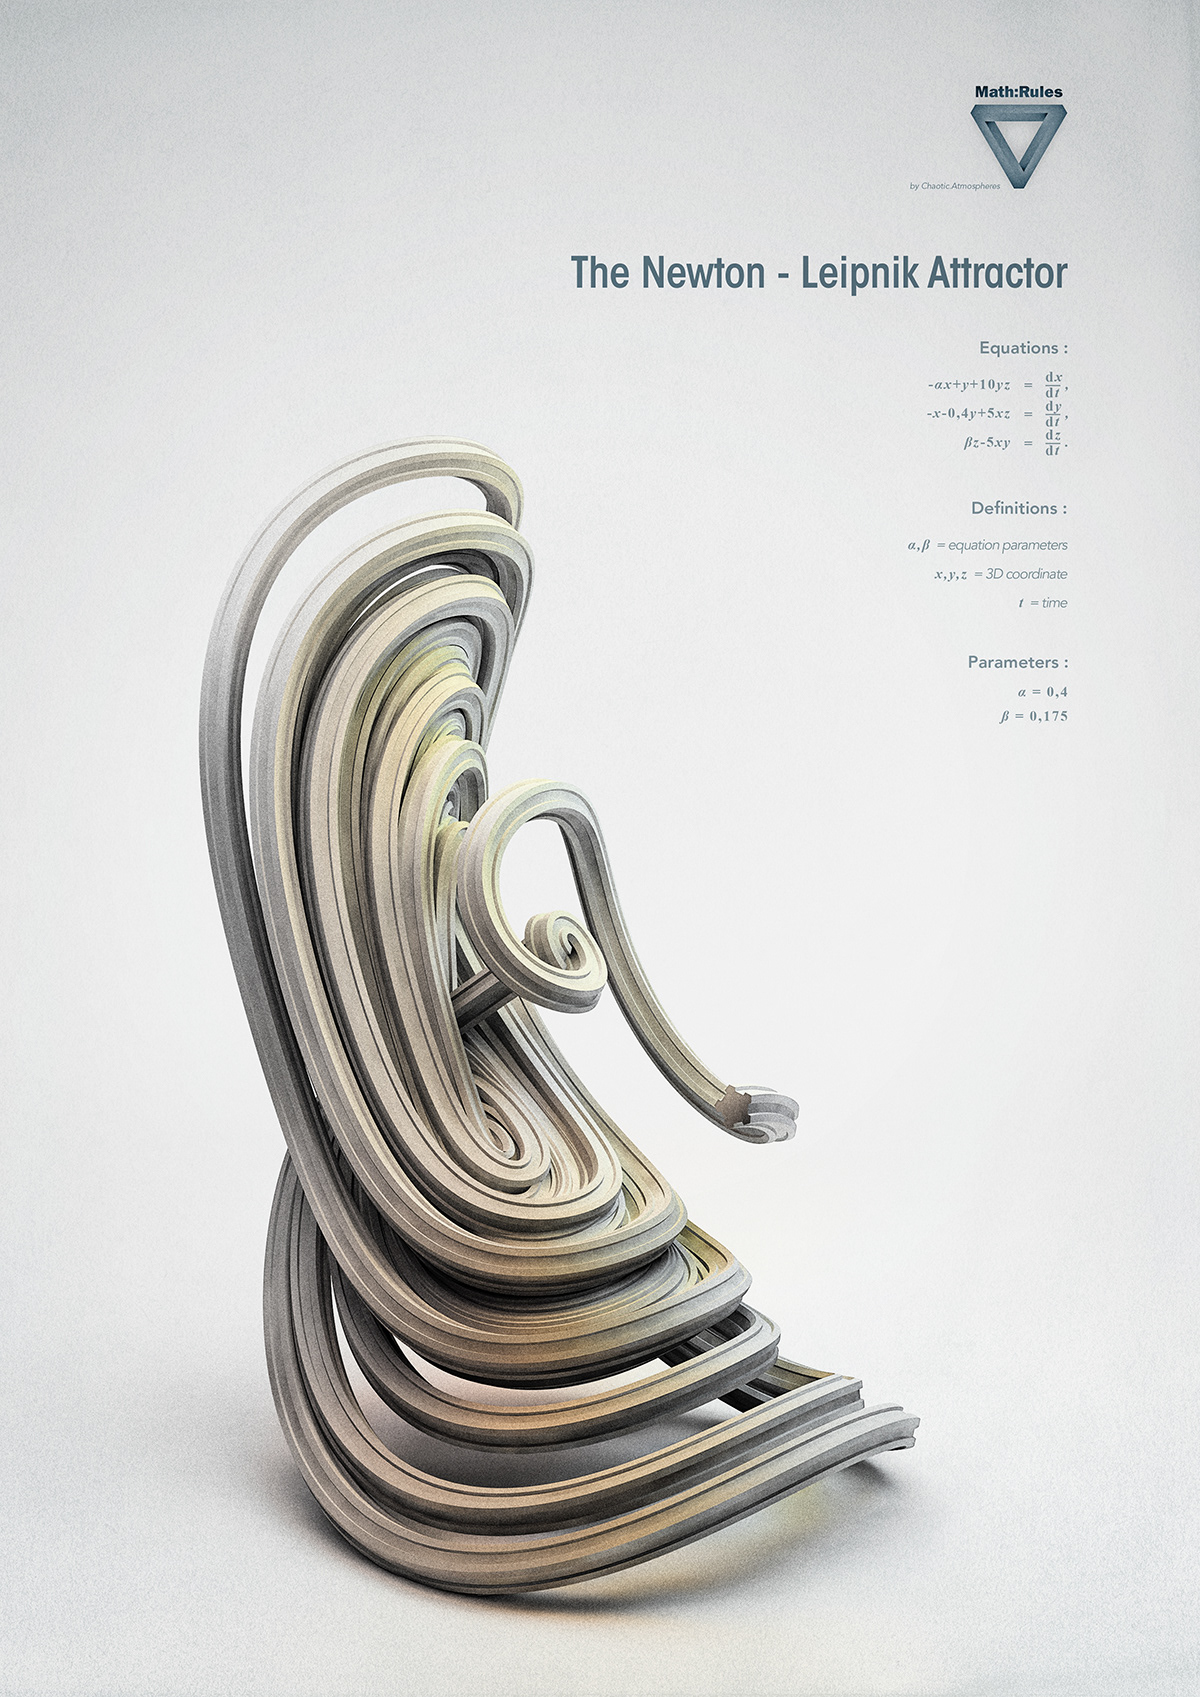 Math:Rules
by Chaotic Atmospheres
The Newton - Leipnik Attractor
Equations :
-αx+y+10yz = dx/dt,
-x-0,4y+5xz = dy/dt,
βz-5xy = dz/dt.
Definitions :
α,β = equation parameters
x,y,z = 3D coordinate
t = time
Parameters :
α = 0,4
β = 0,175